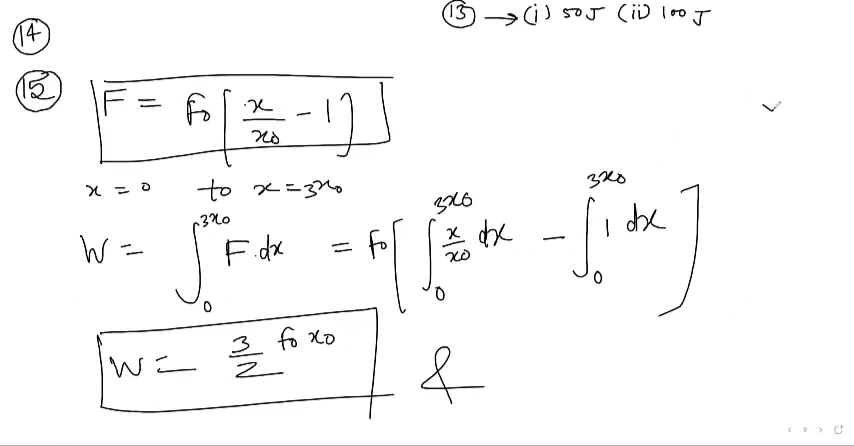 (13) → (i) 50 J (ii) 100 J
(14)
(15) F = F₀ [x/x₀ - 1]
x = 0 to x = 3x₀
W = ∫₀^{3x₀} F.dx = F₀ [∫₀^{3x₀} x/x₀ dx - ∫₀^{3x₀} 1 dx]
W = 3/2 F₀ x₀ &